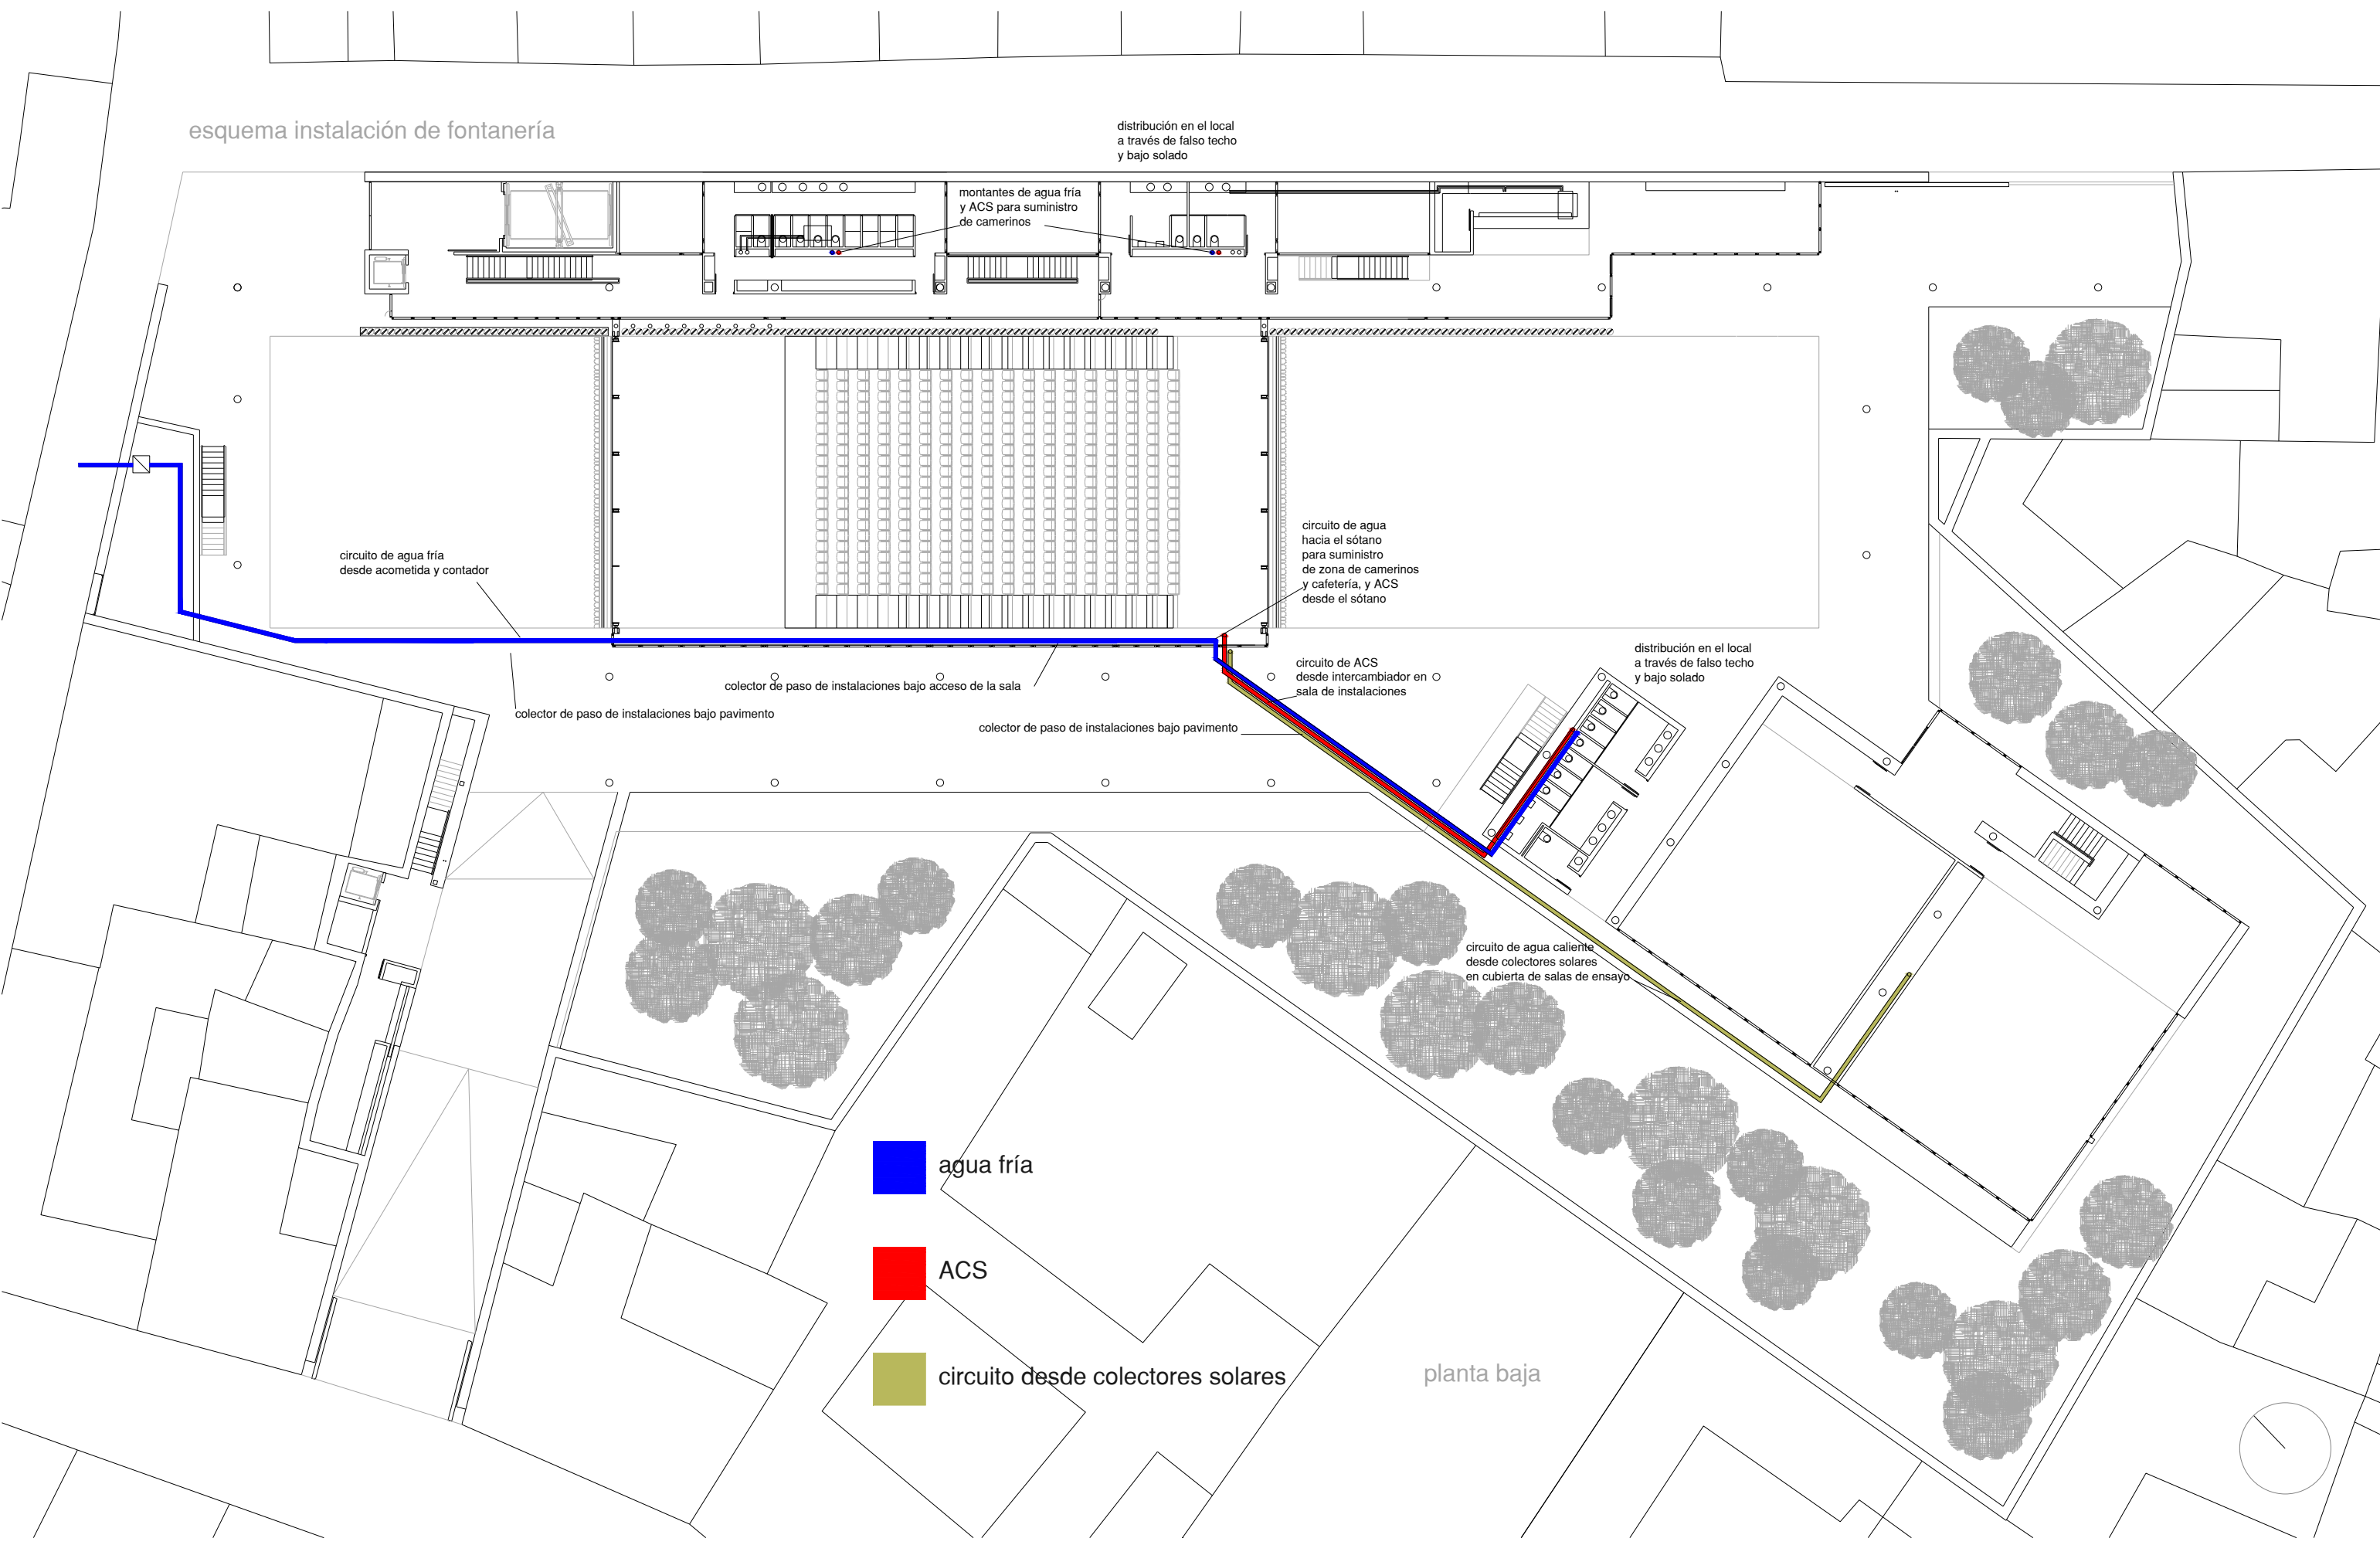 esquema instalación de fontanería
distribución en el local
a través de falso techo
y bajo solado
montantes de agua fría
y ACS para suministro
de camerinos
circuito de agua fría
desde acometida y contador
circuito de agua
hacia el sótano
para suministro
de zona de camerinos
y cafetería, y ACS
desde el sótano
colector de paso de instalaciones bajo acceso de la sala
colector de paso de instalaciones bajo pavimento
circuito de ACS
desde intercambiador en
sala de instalaciones
colector de paso de instalaciones bajo pavimento
distribución en el local
a través de falso techo
y bajo solado
circuito de agua caliente
desde colectores solares
en cubierta de salas de ensayo
agua fría
ACS
circuito desde colectores solares
planta baja